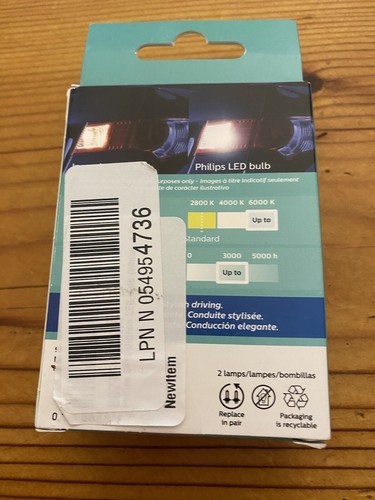 Philips LED bulb
poses only - Images à titre indicatif seulement
de carácter ilustrativo
2800 K 4000 K 6000 K
Up to
Standard
0 3000 5000 h
Up to
driving.
Conduite stylisée.
Conducción elegante.
LPN N 054954736
NewItem
2 lamps/lampes/bombillas
Replace
in pair
Packaging
is recyclable